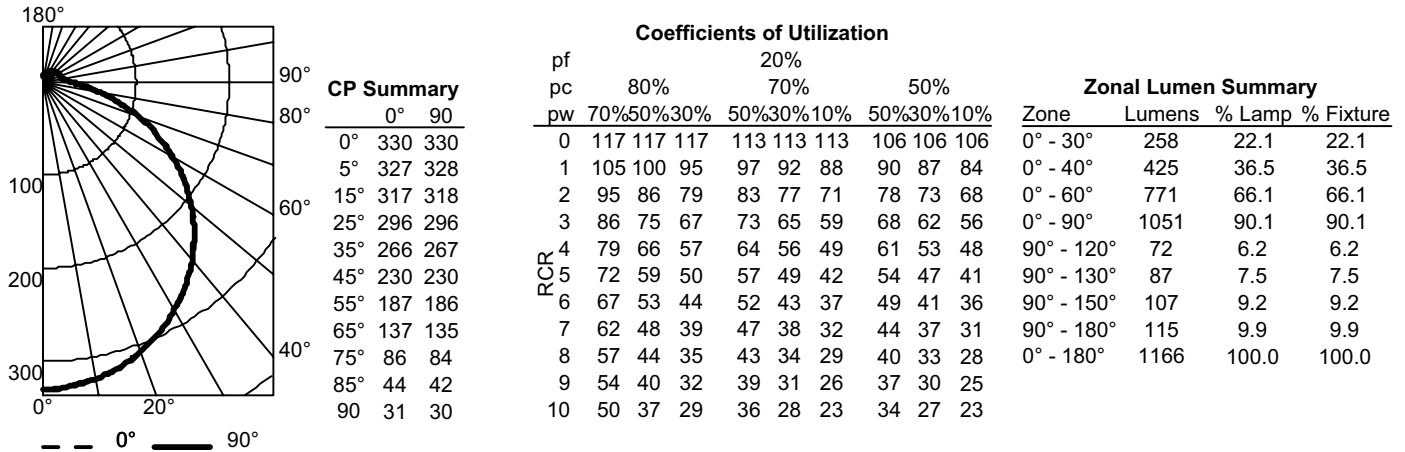 180°
90°
80°
100
60°
200
40°
300
0° 20°
0° 90°
CP Summary
0° 90
0° 330 330
5° 327 328
15° 317 318
25° 296 296
35° 266 267
45° 230 230
55° 187 186
65° 137 135
75° 86 84
85° 44 42
90 31 30
Coefficients of Utilization
pf 20%
pc 80% 70% 50%
pw 70%50%30% 50%30%10% 50%30%10%
RCR
0 117 117 117 113 113 113 106 106 106
1 105 100 95 97 92 88 90 87 84
2 95 86 79 83 77 71 78 73 68
3 86 75 67 73 65 59 68 62 56
4 79 66 57 64 56 49 61 53 48
5 72 59 50 57 49 42 54 47 41
6 67 53 44 52 43 37 49 41 36
7 62 48 39 47 38 32 44 37 31
8 57 44 35 43 34 29 40 33 28
9 54 40 32 39 31 26 37 30 25
10 50 37 29 36 28 23 34 27 23
Zonal Lumen Summary
Zone Lumens % Lamp % Fixture
0° - 30° 258 22.1 22.1
0° - 40° 425 36.5 36.5
0° - 60° 771 66.1 66.1
0° - 90° 1051 90.1 90.1
90° - 120° 72 6.2 6.2
90° - 130° 87 7.5 7.5
90° - 150° 107 9.2 9.2
90° - 180° 115 9.9 9.9
0° - 180° 1166 100.0 100.0